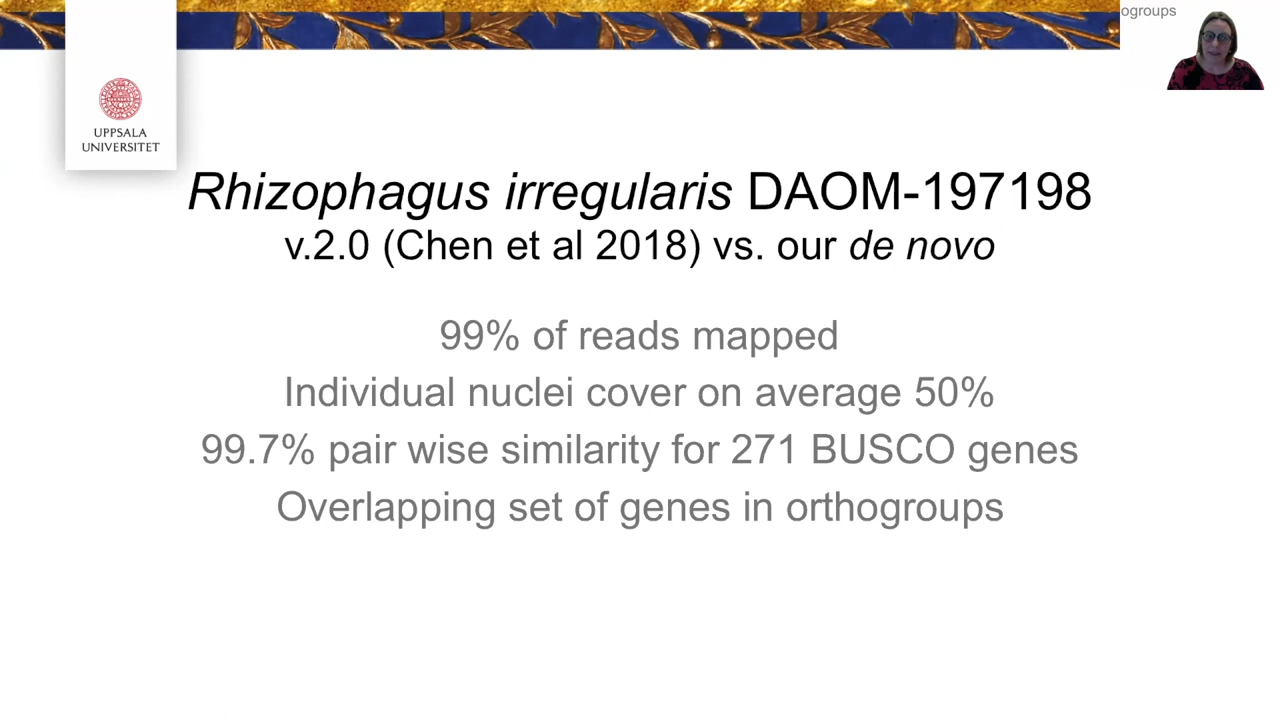 ogroups
UPPSALA
UNIVERSITET
Rhizophagus irregularis DAOM-197198
v.2.0 (Chen et al 2018) vs. our de novo
99% of reads mapped
Individual nuclei cover on average 50%
99.7% pair wise similarity for 271 BUSCO genes
Overlapping set of genes in orthogroups